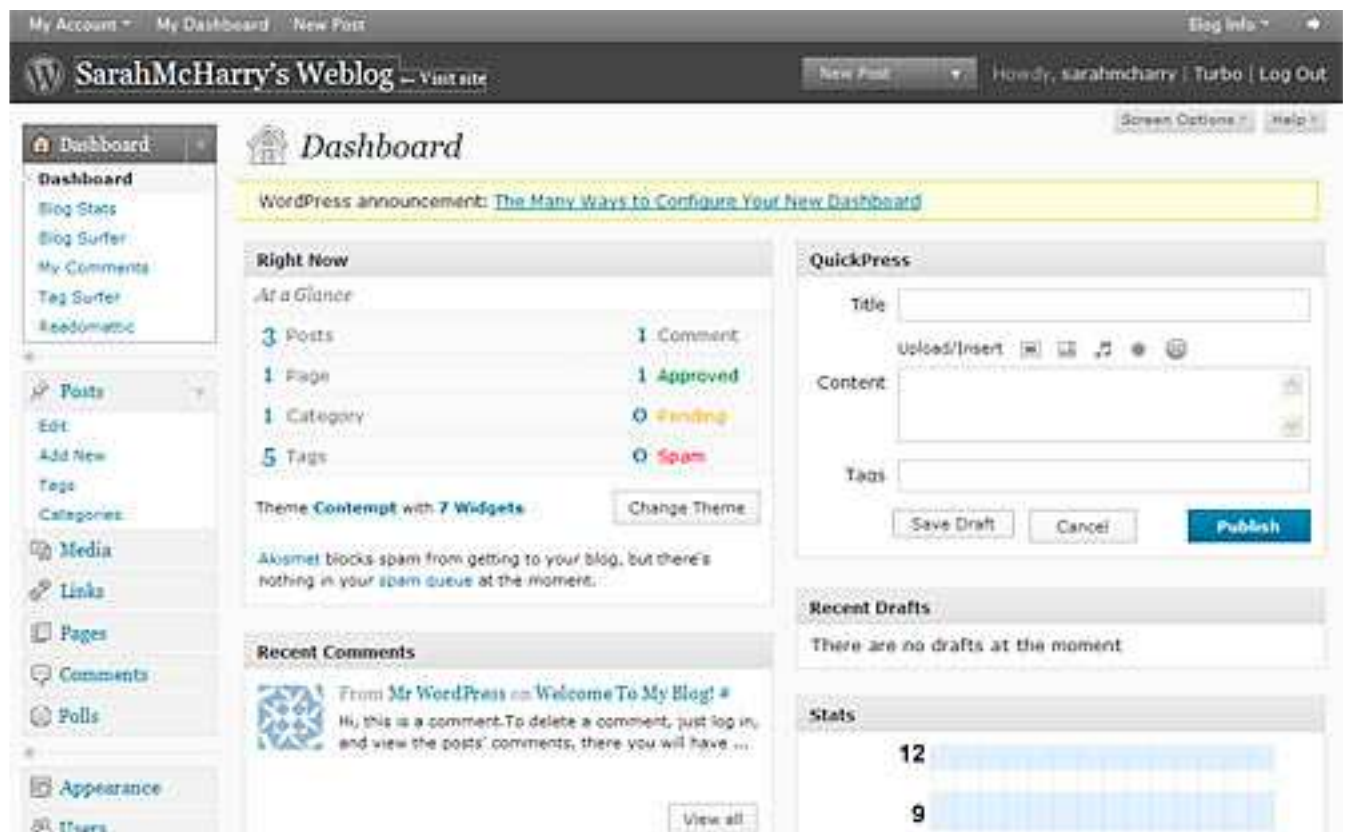 My Account My Dashboard New Post Blog Info
SarahMcHarry's Weblog – Visit site New Post Howdy, sarahmcharry | Turbo | Log Out
Screen Options Help
Dashboard
Dashboard
Blog Stats
Blog Surfer
My Comments
Tag Surfer
Readomattic
Posts
Edit
Add New
Tags
Categories
Media
Links
Pages
Comments
Polls
Appearance
Users
Dashboard
WordPress announcement: The Many Ways to Configure Your New Dashboard
Right Now
At a Glance
3 Posts 1 Comment
1 Page 1 Approved
1 Category 0 Pending
5 Tags 0 Spam
Theme Contempt with 7 Widgets Change Theme
Akismet blocks spam from getting to your blog, but there's
nothing in your spam queue at the moment.
Recent Comments
From Mr WordPress on Welcome To My Blog! #
Hi, this is a comment.To delete a comment, just log in,
and view the posts' comments, there you will have ...
View all
QuickPress
Title
Upload/Insert
Content
Tags
Save Draft Cancel Publish
Recent Drafts
There are no drafts at the moment
Stats
12
9